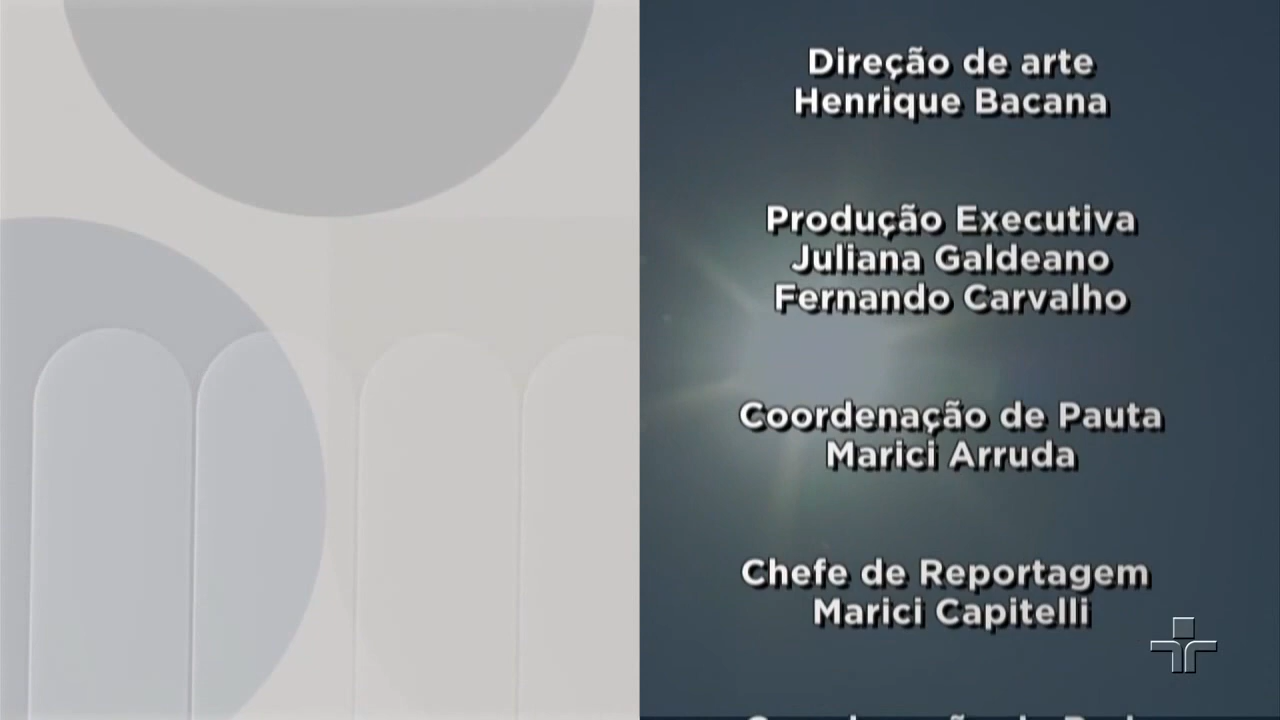 Direção de arte
Henrique Bacana
Produção Executiva
Juliana Galdeano
Fernando Carvalho
Coordenação de Pauta
Marici Arruda
Chefe de Reportagem
Marici Capitelli